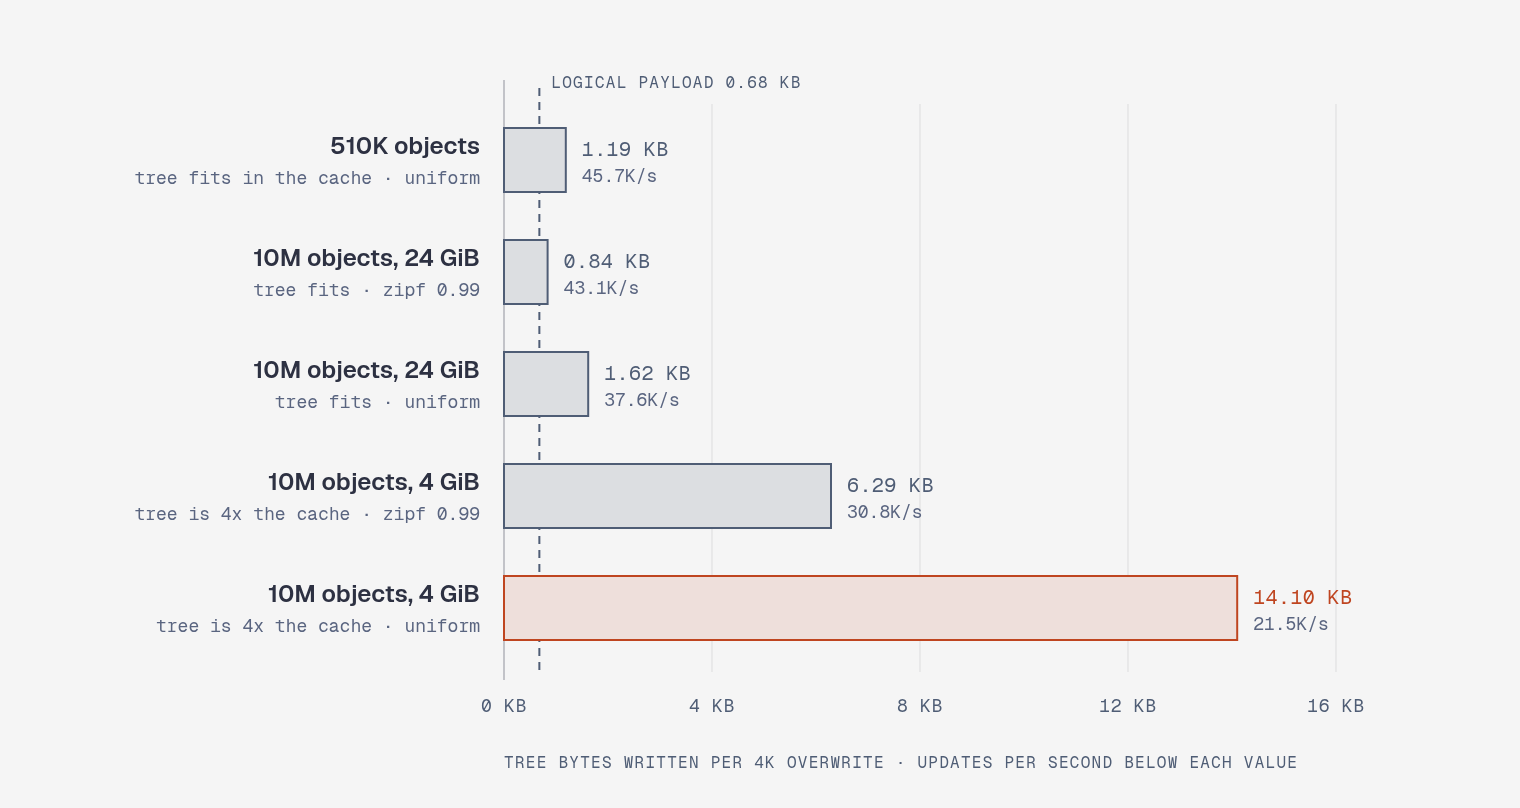 LOGICAL PAYLOAD 0.68 KB
510K objects
tree fits in the cache · uniform
1.19 KB
45.7K/s
10M objects, 24 GiB
tree fits · zipf 0.99
0.84 KB
43.1K/s
10M objects, 24 GiB
tree fits · uniform
1.62 KB
37.6K/s
10M objects, 4 GiB
tree is 4x the cache · zipf 0.99
6.29 KB
30.8K/s
10M objects, 4 GiB
tree is 4x the cache · uniform
14.10 KB
21.5K/s
0 KB 4 KB 8 KB 12 KB 16 KB
TREE BYTES WRITTEN PER 4K OVERWRITE · UPDATES PER SECOND BELOW EACH VALUE